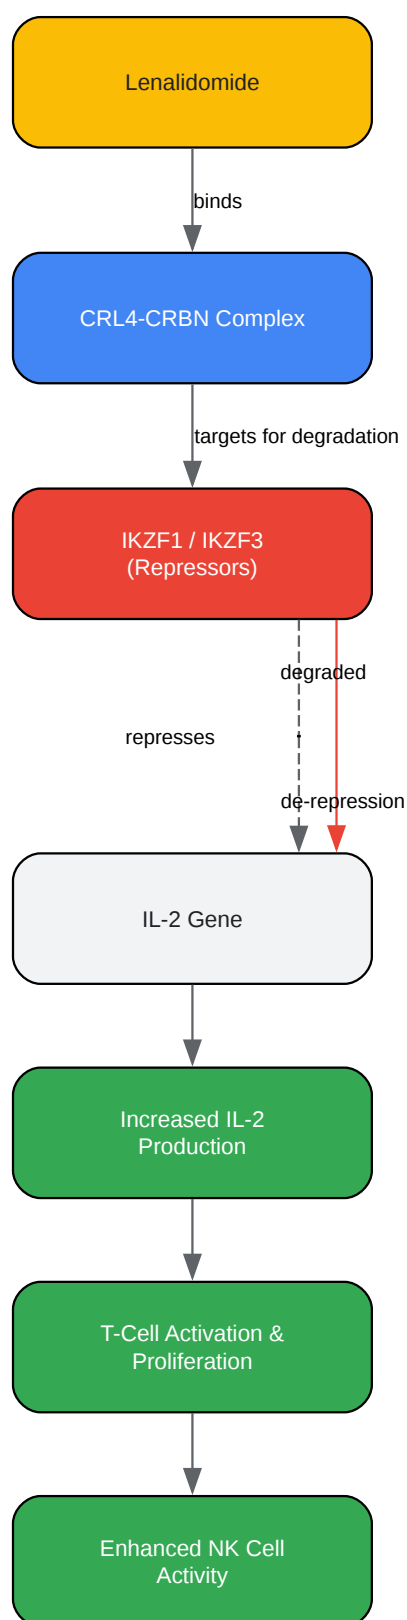 Lenalidomide
binds
CRL4-CRBN Complex
targets for degradation
IKZF1 / IKZF3
(Repressors)
degraded
represses
de-repression
IL-2 Gene
Increased IL-2
Production
T-Cell Activation &
Proliferation
Enhanced NK Cell
Activity